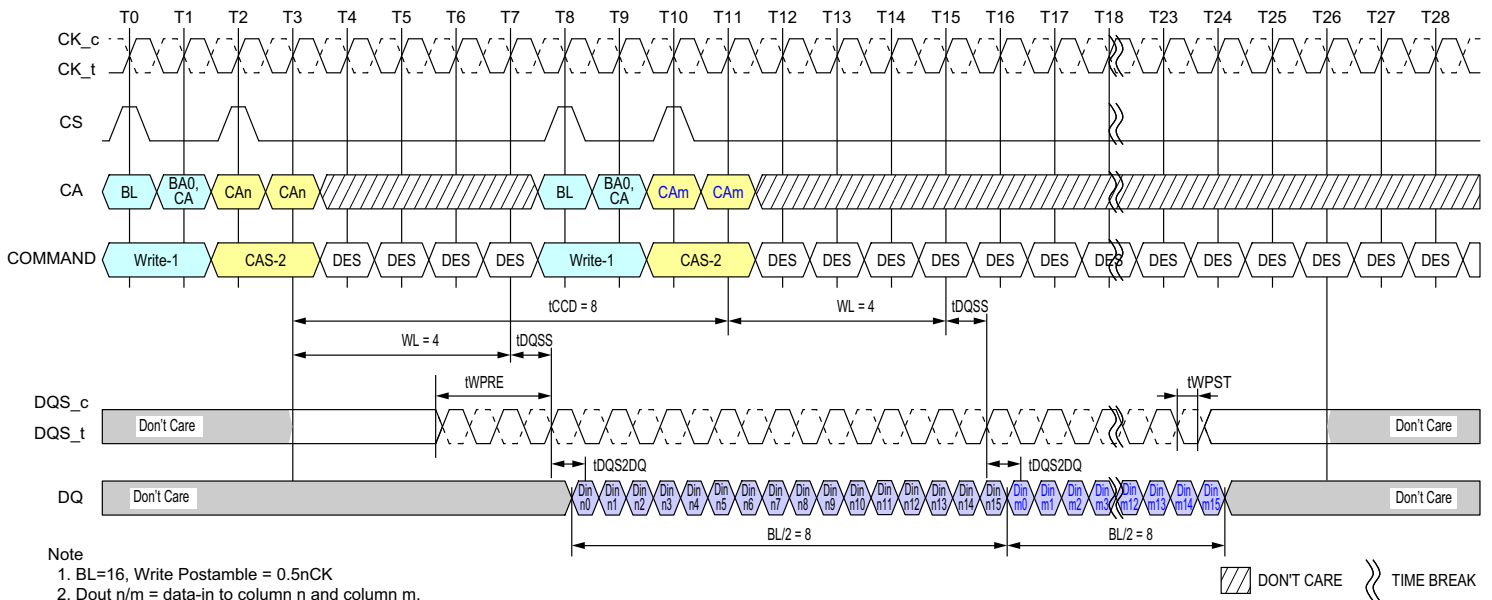 T0 T1 T2 T3 T4 T5 T6 T7 T8 T9 T10 T11 T12 T13 T14 T15 T16 T17 T18 T23 T24 T25 T26 T27 T28
CK_c
CK_t
CS
CA BL BA0, CA CAn CAn BL BA0, CA CAm CAm
COMMAND Write-1 CAS-2 DES DES DES DES Write-1 CAS-2 DES DES DES DES DES DES DES DES DES DES DES DES DES
tCCD = 8 WL = 4 tDQSS
WL = 4 tDQSS
tWPRE tWPST
DQS_c
DQS_t
Don't Care Don't Care
tDQS2DQ tDQS2DQ
DQ Don't Care Din n0 Din n1 Din n2 Din n3 Din n4 Din n5 Din n6 Din n7 Din n8 Din n9 Din n10 Din n11 Din n12 Din n13 Din n14 Din n15 Din m0 Din m1 Din m2 Din m3 Din m12 Din m13 Din m14 Din m15 Don't Care
BL/2 = 8 BL/2 = 8
Note
1. BL=16, Write Postamble = 0.5nCK
2. Dout n/m = data-in to column n and column m.
DON'T CARE TIME BREAK